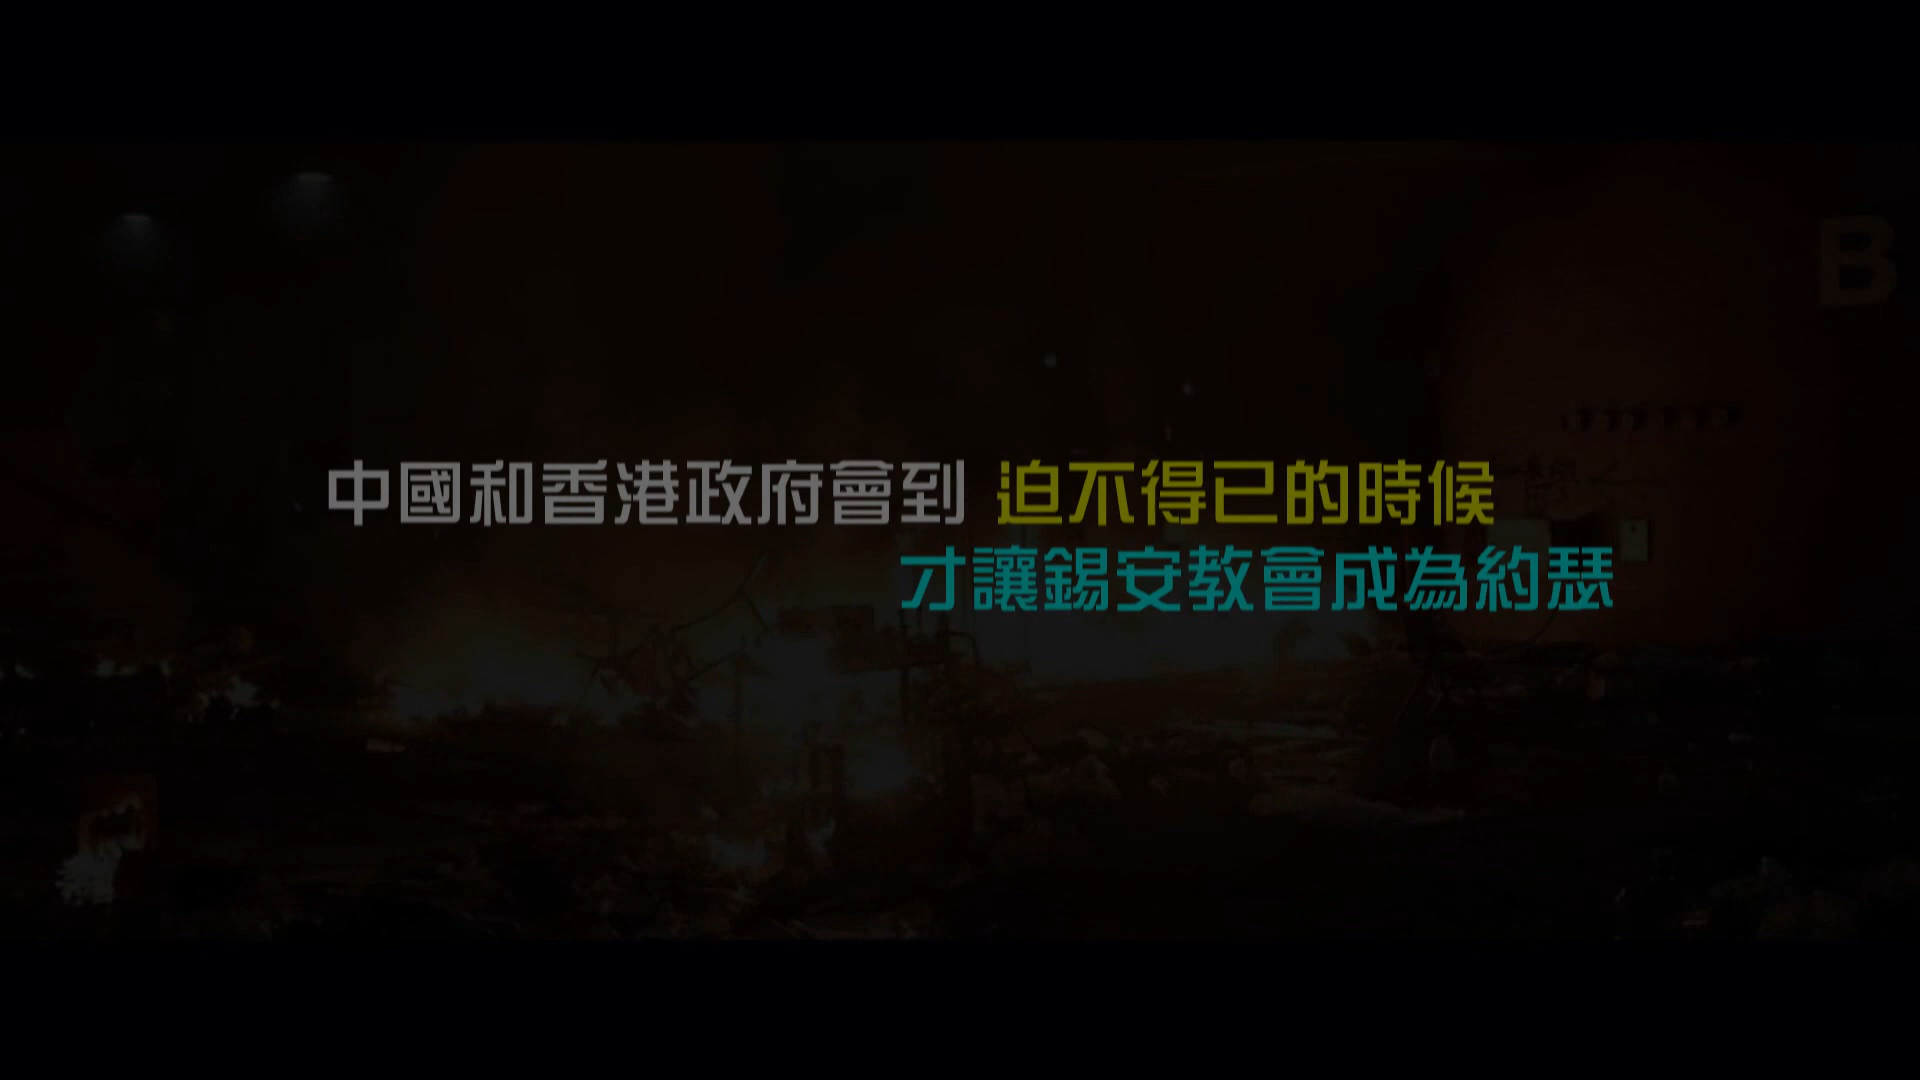 中國和香港政府會到 迫不得已的時候
才讓錫安教會成為約瑟
B